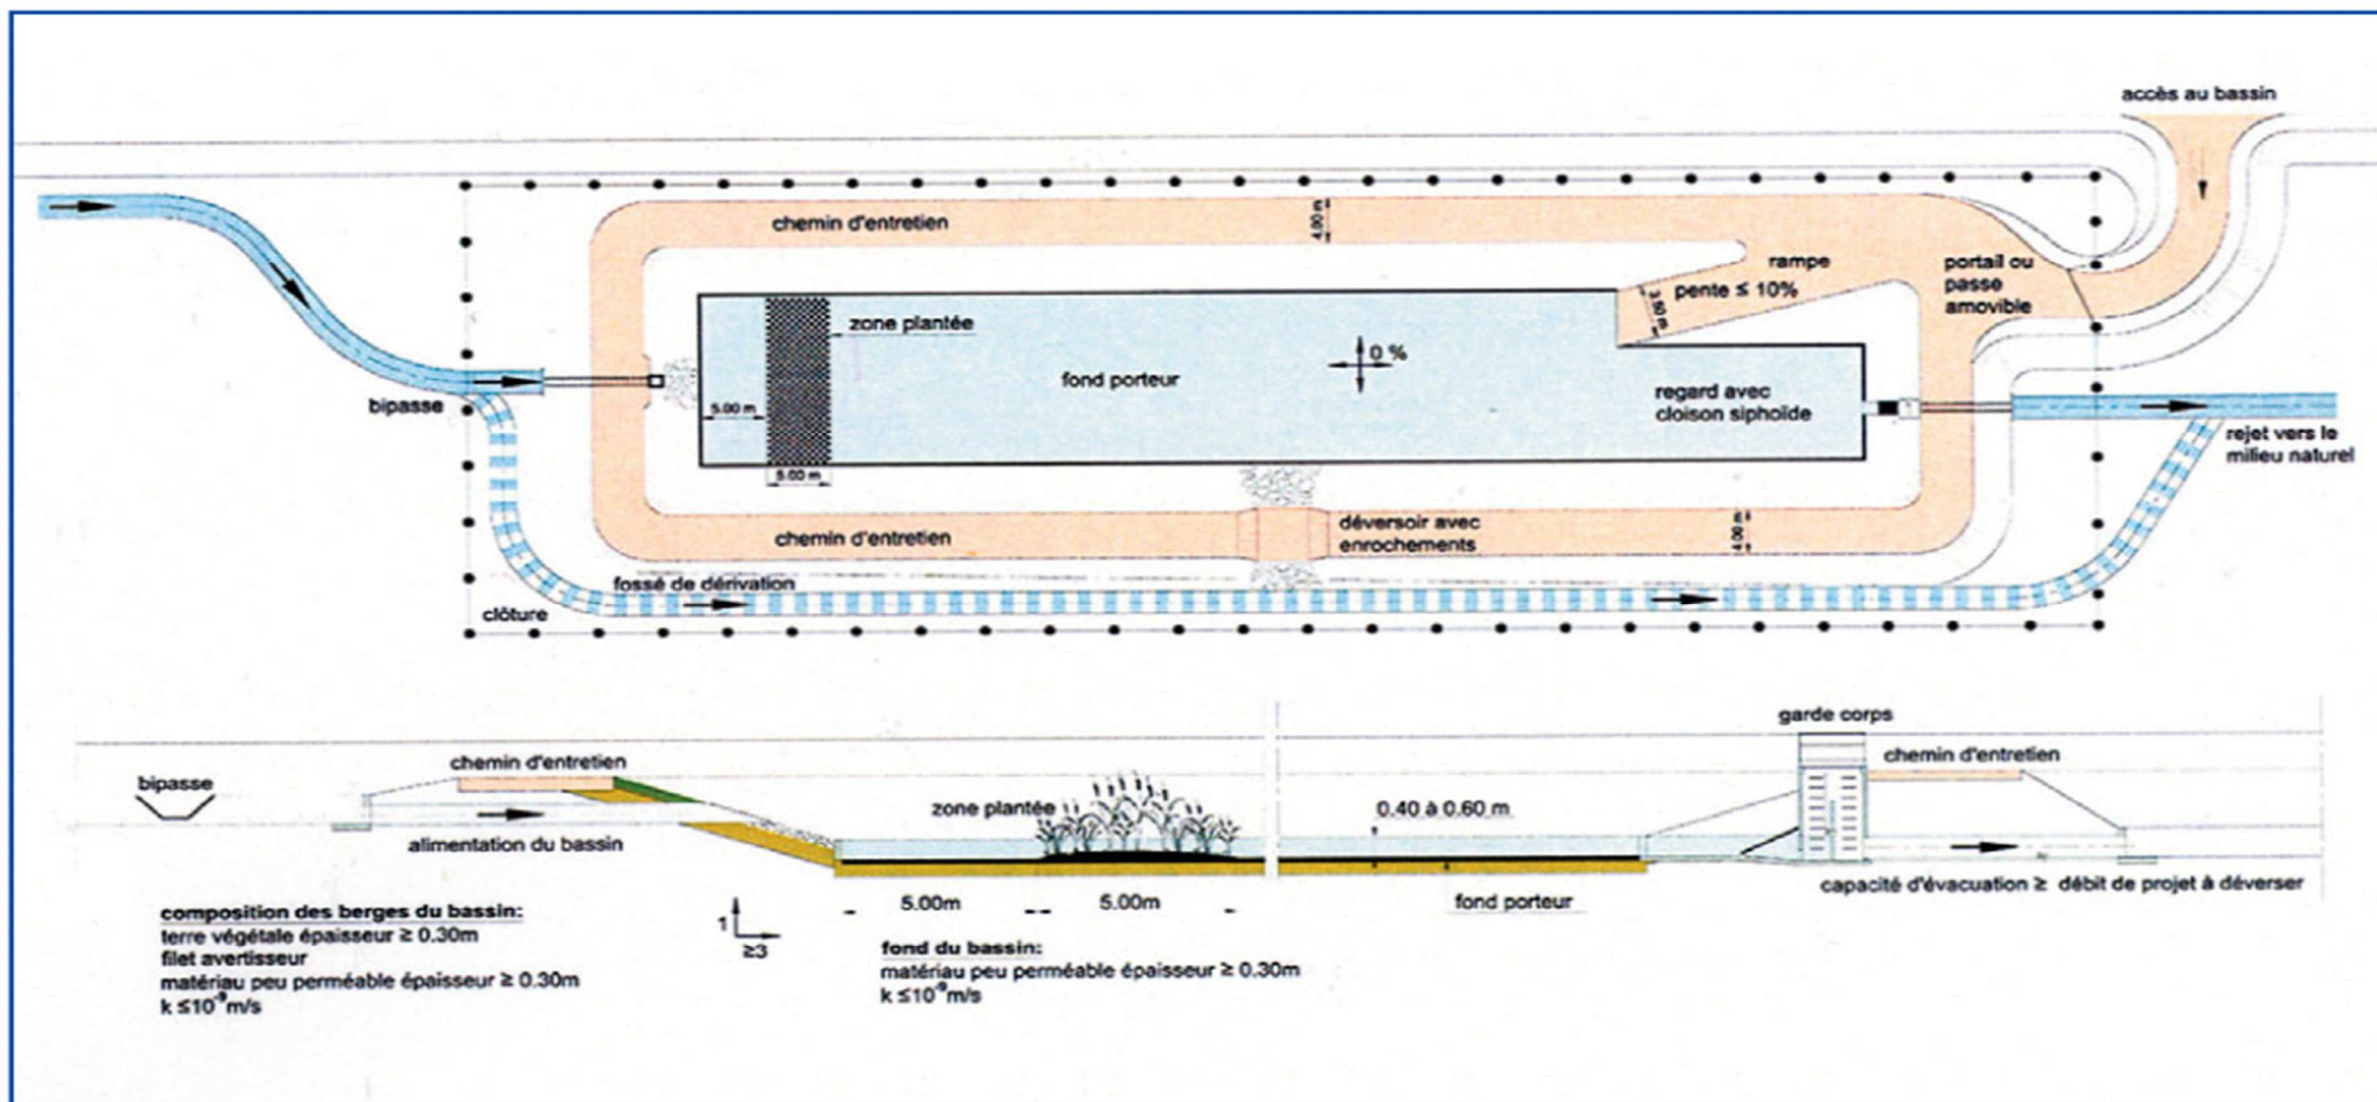 accès au bassin
chemin d'entretien
4.00 m
rampe
pente ≤ 10%
3.50 m
portail ou
passe
amovible
zone plantée
0 %
fond porteur
bipasse
5.00 m
regard avec
cloison siphoïde
rejet vers le
milieu naturel
5.00 m
chemin d'entretien
déversoir avec
enrochements
4.00 m
fossé de dérivation
clôture
garde corps
bipasse
chemin d'entretien
chemin d'entretien
zone plantée
0.40 à 0.60 m
alimentation du bassin
capacité d'évacuation ≥ débit de projet à déverser
5.00m
5.00m
fond porteur
composition des berges du bassin:
terre végétale épaisseur ≥ 0.30m
filet avertisseur
matériau peu perméable épaisseur ≥ 0.30m
k ≤10⁻⁹m/s
1
≥3
fond du bassin:
matériau peu perméable épaisseur ≥ 0.30m
k ≤10⁻⁹m/s